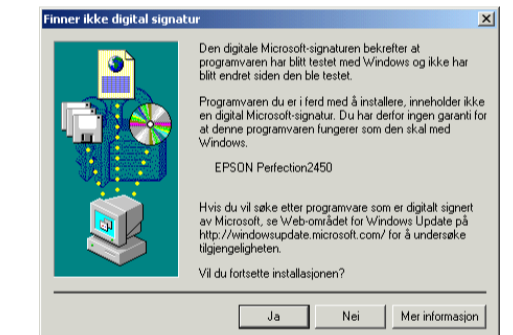 Finner ikke digital signatur
Den digitale Microsoft-signaturen bekrefter at
programvaren har blitt testet med Windows og ikke har
blitt endret siden den ble testet.
Programvaren du er i ferd med å installere, inneholder ikke
en digital Microsoft-signatur. Du har derfor ingen garanti for
at denne programvaren fungerer som den skal med
Windows.
EPSON Perfection2450
Hvis du vil søke etter programvare som er digitalt signert
av Microsoft, se Web-området for Windows Update på
http://windowsupdate.microsoft.com/ for å undersøke
tilgjengeligheten.
Vil du fortsette installasjonen?
Ja
Nei
Mer informasjon